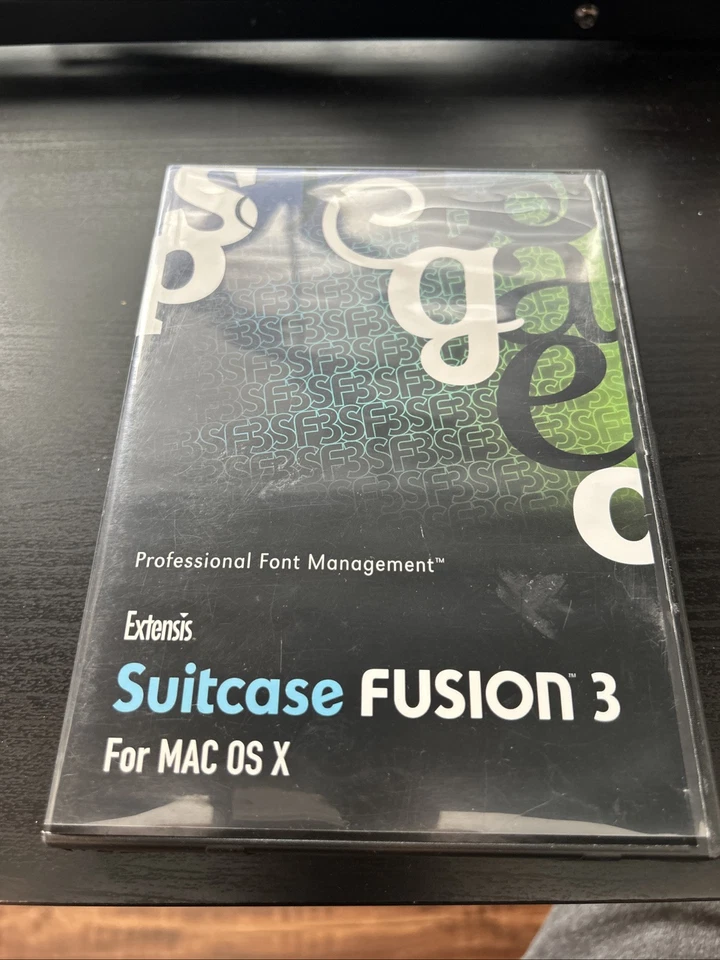 Professional Font Management™
Extensis
Suitcase FUSION™ 3
For MAC OS X